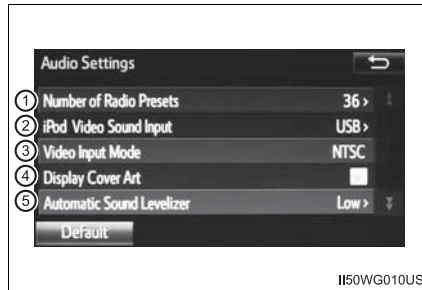 Audio Settings
1 Number of Radio Presets 36 >
2 iPod Video Sound Input USB >
3 Video Input Mode NTSC
4 Display Cover Art
5 Automatic Sound Levelizer Low >
Default
II50WG010US